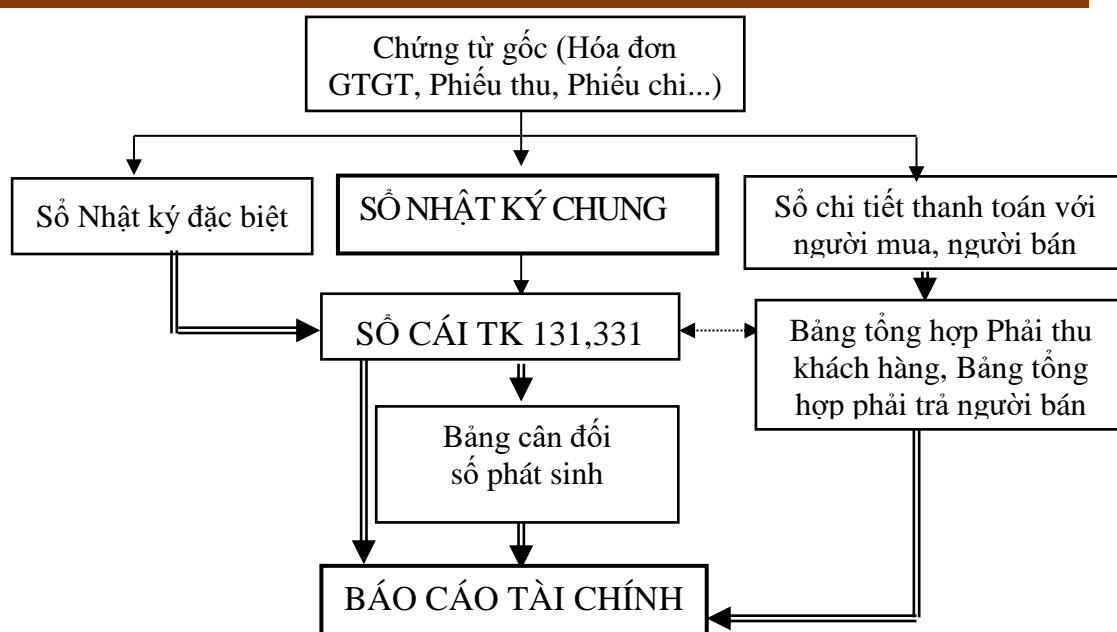 Chứng từ gốc (Hóa đơn
GTGT, Phiếu thu, Phiếu chi...)
Sổ Nhật ký đặc biệt
SỔ NHẬT KÝ CHUNG
Sổ chi tiết thanh toán với
người mua, người bán
SỔ CÁI TK 131,331
Bảng tổng hợp Phải thu
khách hàng, Bảng tổng
hợp phải trả người bán
Bảng cân đối
số phát sinh
BÁO CÁO TÀI CHÍNH